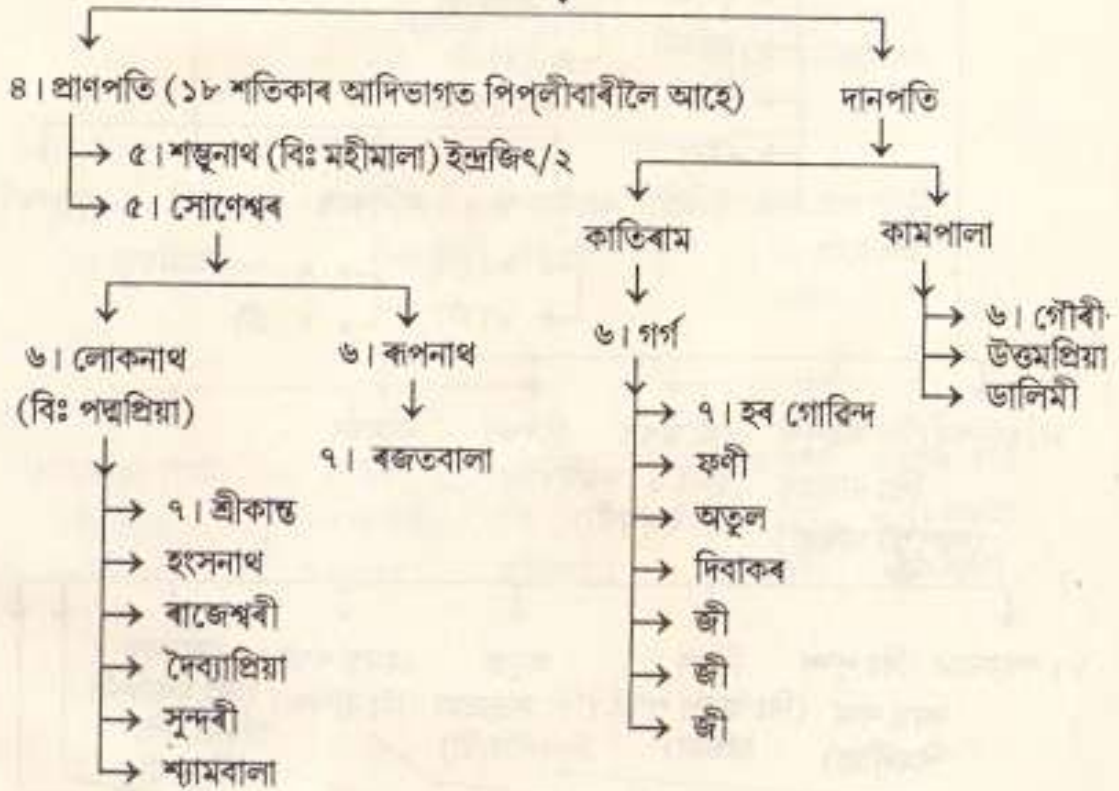 ৪। প্ৰাণপতি (১৮ শতিকাৰ আদিভাগত পিপ্‌লীবাৰীলৈ আহে)
দানপতি
→ ৫। শম্ভুনাথ (বিঃ মহীমালা) ইন্দ্ৰজিৎ/২
→ ৫। সোণেশ্বৰ
কাতিৰাম
কামপালা
৬। লোকনাথ
(বিঃ পদ্মপ্ৰিয়া)
৬। ৰূপনাথ
৭। ৰজতবালা
→ ৭। শ্ৰীকান্ত
→ হংসনাথ
→ ৰাজেশ্বৰী
→ দৈব্যাপ্ৰিয়া
→ সুন্দৰী
→ শ্যামবালা
৬। গৰ্গ
→ ৭। হৰ গোৱিন্দ
→ ফণী
→ অতুল
→ দিবাকৰ
→ জী
→ জী
→ জী
→ ৬। গৌৰী
→ উত্তমপ্ৰিয়া
→ ডালিমী